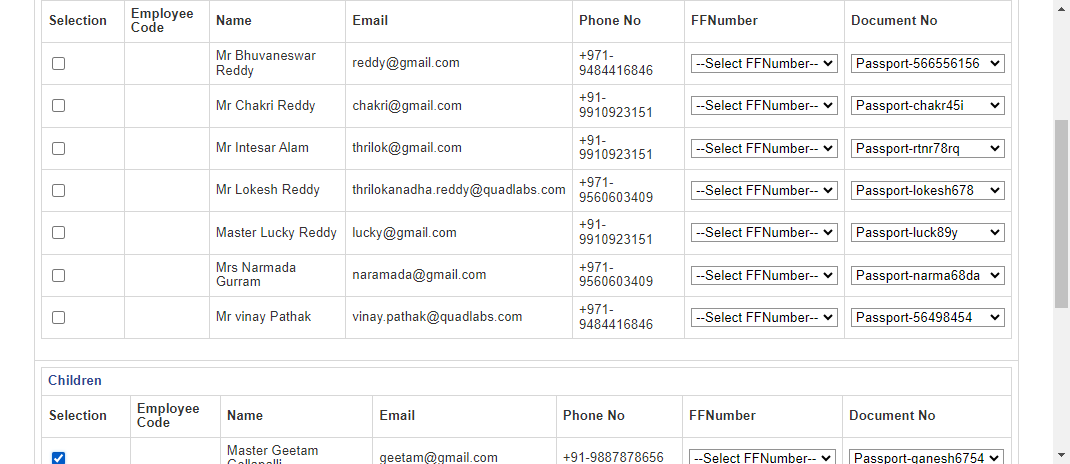 Selection Employee Code Name Email Phone No FFNumber Document No
Mr Bhuvaneswar Reddy reddy@gmail.com +971-9484416846 --Select FFNumber-- Passport-566556156
Mr Chakri Reddy chakri@gmail.com +91-9910923151 --Select FFNumber-- Passport-chakr45i
Mr Intesar Alam thrilok@gmail.com +91-9910923151 --Select FFNumber-- Passport-rtnr78rq
Mr Lokesh Reddy thrilokanadha.reddy@quadlabs.com +971-9560603409 --Select FFNumber-- Passport-lokesh678
Master Lucky Reddy lucky@gmail.com +91-9910923151 --Select FFNumber-- Passport-luck89y
Mrs Narmada Gurram naramada@gmail.com +971-9560603409 --Select FFNumber-- Passport-narma68da
Mr vinay Pathak vinay.pathak@quadlabs.com +971-9484416846 --Select FFNumber-- Passport-56498454
Children
Selection Employee Code Name Email Phone No FFNumber Document No
Master Geetam geetam@gmail.com +91-9887878656 --Select FFNumber-- Passport-ganesh6754